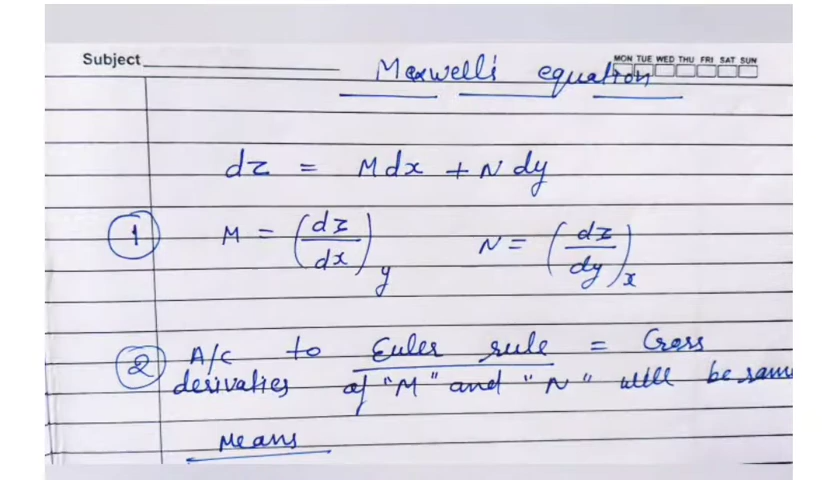 Subject
MON TUE WED THU FRI SAT SUN
Maxwell's equation
dz = Mdx + N dy
1 M = (dz/dx)y N = (dz/dy)x
2 A/c to Euler rule = Cross
derivaties of "M" and "N" will be same
Means